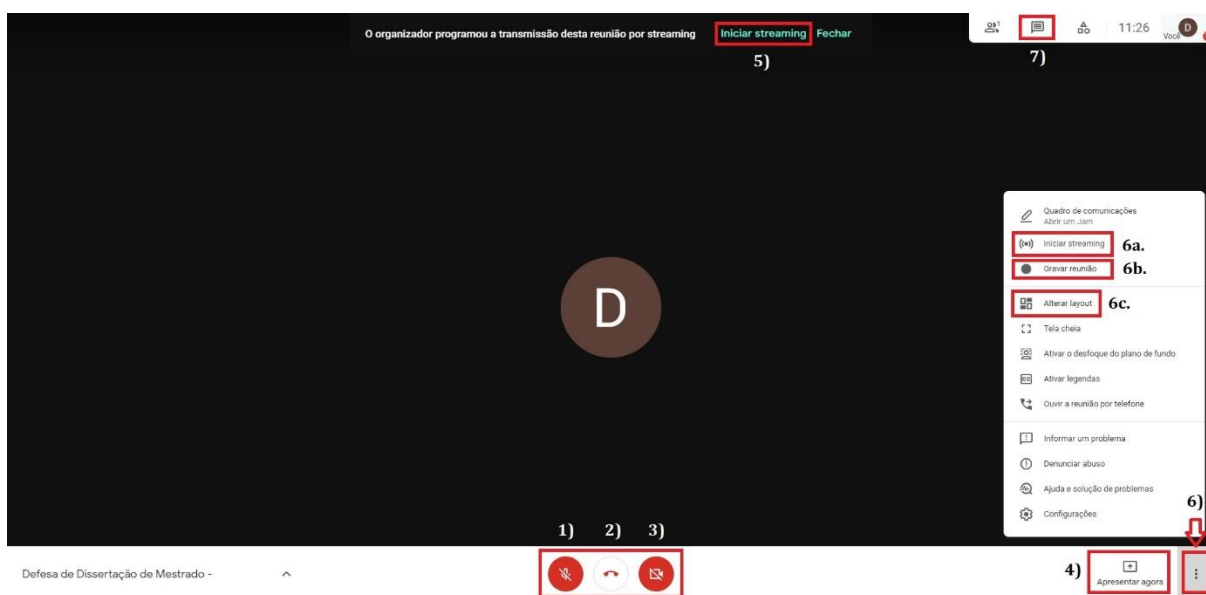 O organizador programou a transmissão desta reunião por streaming Iniciar streaming Fechar
5)
1
11:26
Você
D
7)
D
Quadro de comunicações
Abrir um Jam
Iniciar streaming 6a.
Gravar reunião 6b.
Alterar layout 6c.
Tela cheia
Ativar o desfoque do plano de fundo
CC Ativar legendas
Ouvir a reunião por telefone
Informar um problema
Denunciar abuso
Ajuda e solução de problemas
Configurações
6)
1) 2) 3)
Defesa de Dissertação de Mestrado -
4)
Apresentar agora